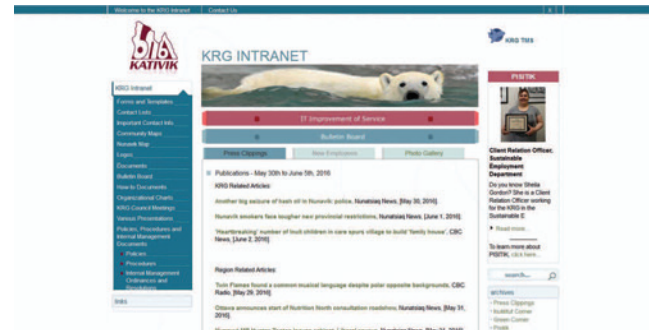 Welcome to the KRG Intranet
Contact Us
KATIVIK
KRG INTRANET
KRG TMS
KRG Intranet
Forms and Templates
Contact Lists
Important Contact Info
Community Maps
Nunavik Map
Logos
Documents
Bulletin Board
How to Documents
Organizational Charts
KRG Council Meetings
Various Presentations
Policies, Procedures and
Internal Management
Documents
Policies
Procedures
Internal Management
Ordinances and
Resolutions
links
IT Improvement of Service
Bulletin Board
Press Clippings
New Employees
Photo Gallery
Publications - May 30th to June 5th, 2016
KRG Related Articles:
Another big seizure of hash oil in Nunavik: police, Nunatsiaq News, [May 30, 2016].
Nunavik smokers face tougher new provincial restrictions, Nunatsiaq News, [June 1, 2016].
'Heartbreaking' number of Inuit children in care spurs village to build 'family house', CBC
News, [June 2, 2016].
Region Related Articles:
Twin Flames found a common musical language despite polar opposite backgrounds, CBC
Radio, [May 29, 2016].
Ottawa announces start of Nutrition North consultation roadshow, Nunatsiaq News, [May 31,
2016].
PISITIK
Client Relation Officer,
Sustainable
Employment
Department
Do you know Sheila
Gordon? She is a Client
Relation Officer working
for the KRG in the
Sustainable E
Read more...
To learn more about
PISITIK, click here...
search...
archives
Press Clippings
Institut Corner
Green Corner
Pisitik